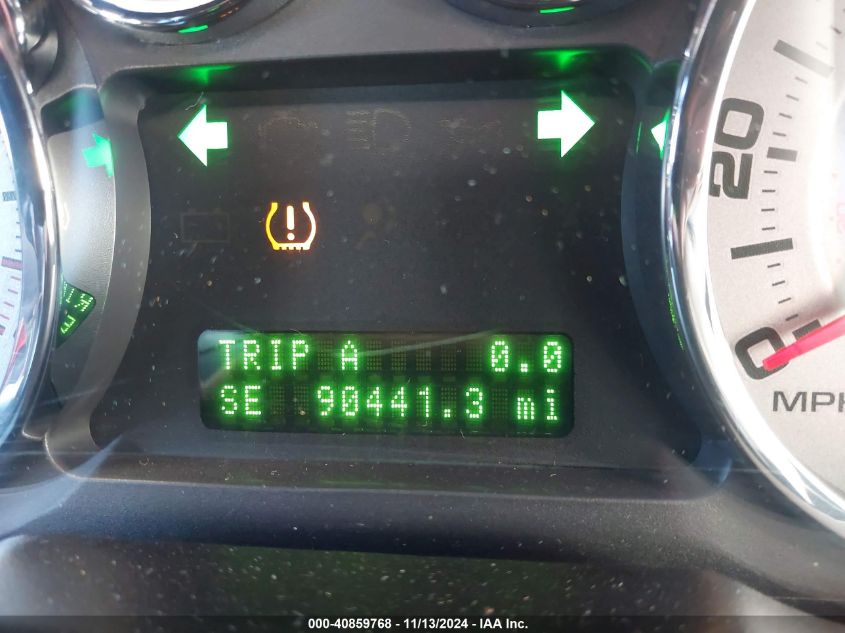 20
0
MPH
TRIP A 0.0
SE 90441.3 mi
000-40859768 - 11/13/2024 - IAA Inc.